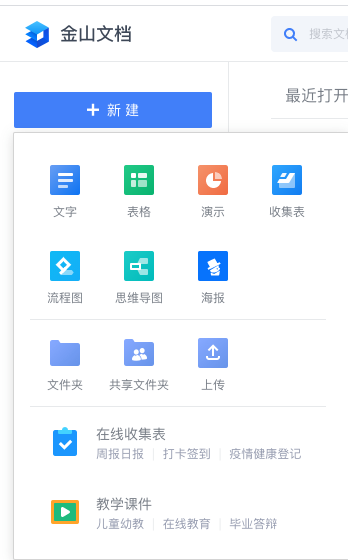 金山文档
搜索文
最近打开
新建
文字 表格 演示 收集表
流程图 思维导图 海报
文件夹 共享文件夹 上传
在线收集表
周报日报 | 打卡签到 | 疫情健康登记
教学课件
儿童幼教 | 在线教育 | 毕业答辩